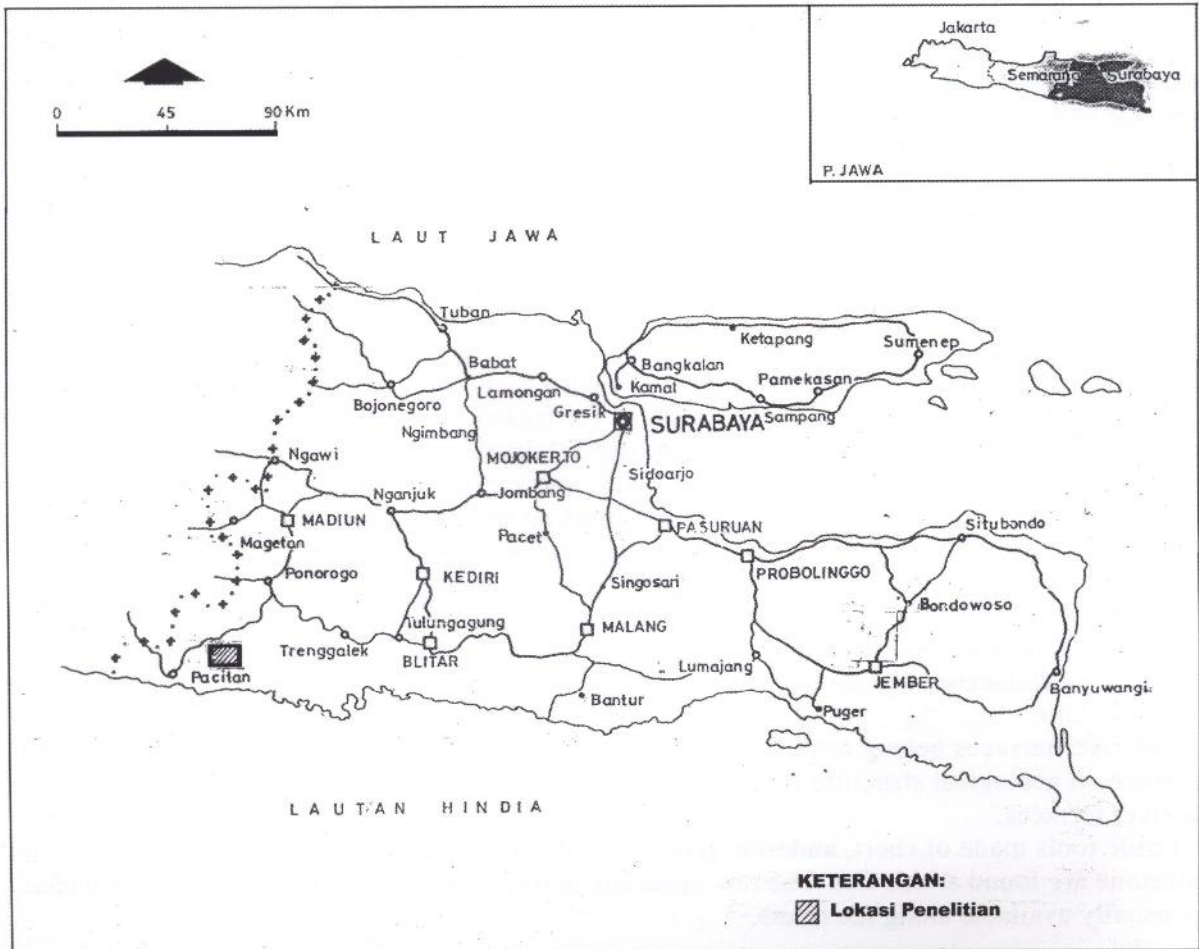 Jakarta
Semarang Surabaya
P. JAWA
0 45 90 Km
LAUT JAWA
Tuban
Ketapang
Sumenep
Babat
Bangkalan
Lamongan
Kamal
Pamekasan
Bojonegoro
Gresik
Sampang
SURABAYA
Ngimbang
Ngawi
MOJOKERTO
Sidoarjo
Nganjuk
Jombang
MADIUN
PASURUAN
Situbondo
Magetan
Pacet
Ponorogo
KEDIRI
Singosari
PROBOLINGGO
Bondowoso
Tulungagung
MALANG
Trenggalek
BLITAR
Lumajang
Pacitan
JEMBER
Banyuwangi
Bantur
Puger
LAUTAN HINDIA
KETERANGAN:
Lokasi Penelitian